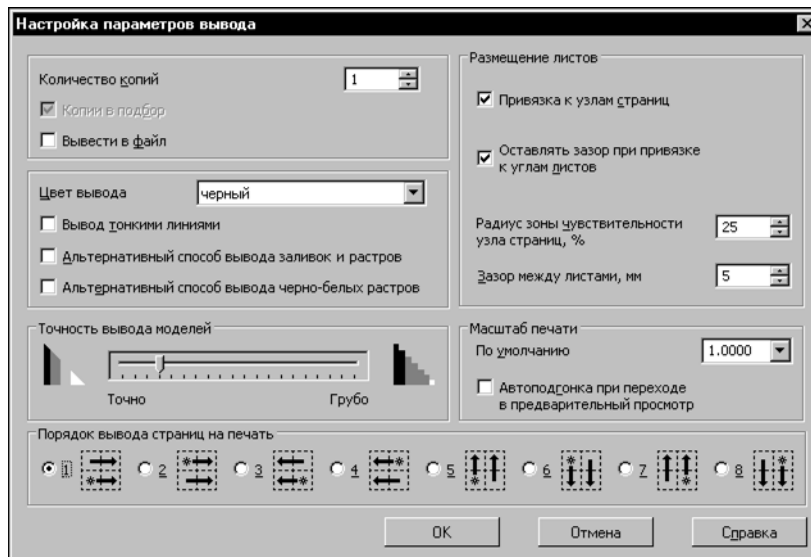 Настройка параметров вывода
Количество копий
1
Копии в подбор
Вывести в файл
Цвет вывода
черный
Вывод тонкими линиями
Альтернативный способ вывода заливок и растров
Альтернативный способ вывода черно-белых растров
Размещение листов
Привязка к узлам страниц
Оставлять зазор при привязке
к углам листов
Радиус зоны чувствительности
узла страниц, %
25
Зазор между листами, мм
5
Точность вывода моделей
Точно
Грубо
Масштаб печати
По умолчанию
1.0000
Автоподгонка при переходе
в предварительный просмотр
Порядок вывода страниц на печать
1 2 3 4 5 6 7 8
OK
Отмена
Справка